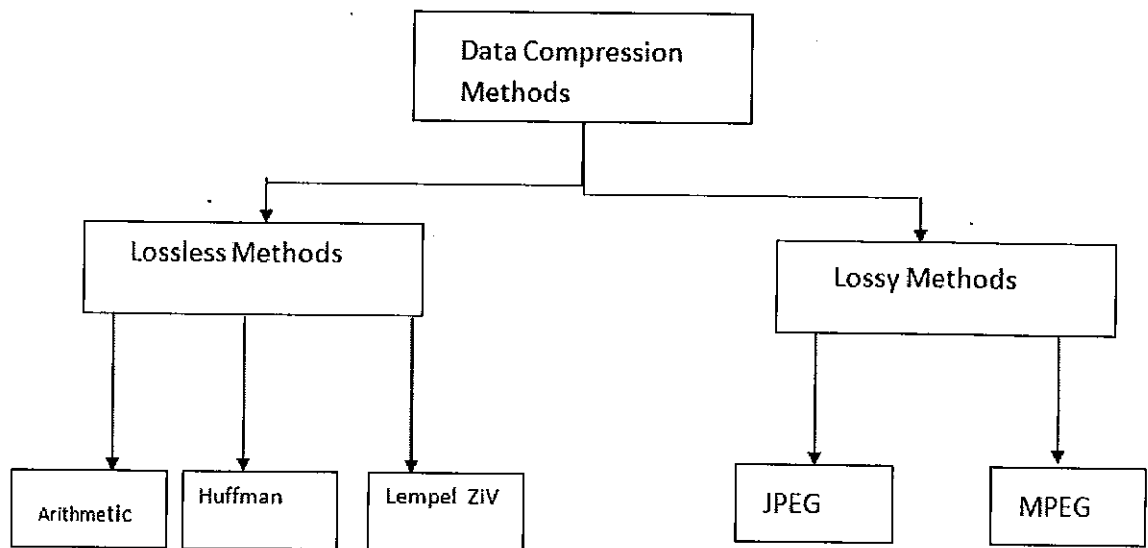 Data Compression
Methods
Lossless Methods
Lossy Methods
Arithmetic
Huffman
Lempel ZiV
JPEG
MPEG